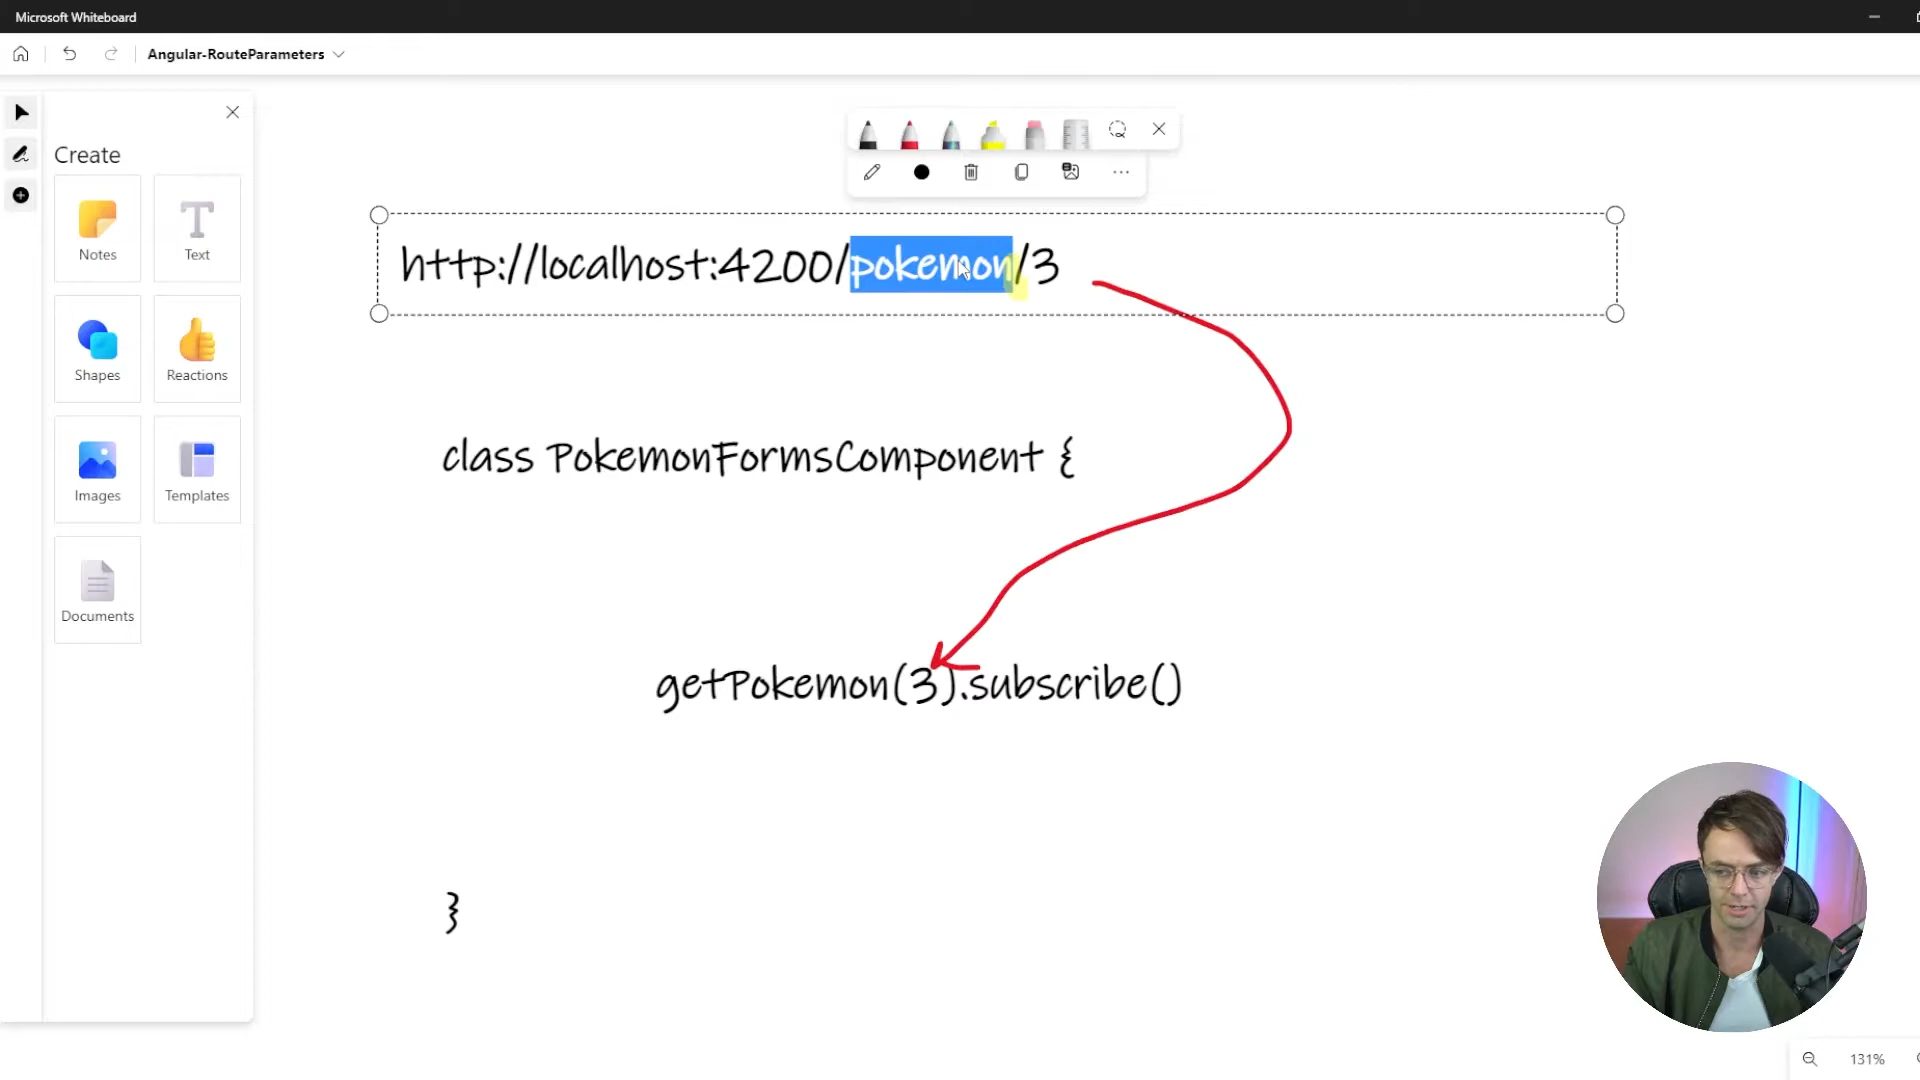 Microsoft Whiteboard
Angular-RouteParameters
Create
Notes
Text
Shapes
Reactions
Images
Templates
Documents
http://localhost:4200/pokemon/3
class PokemonFormsComponent {
getPokemon(3).subscribe()
}
131%